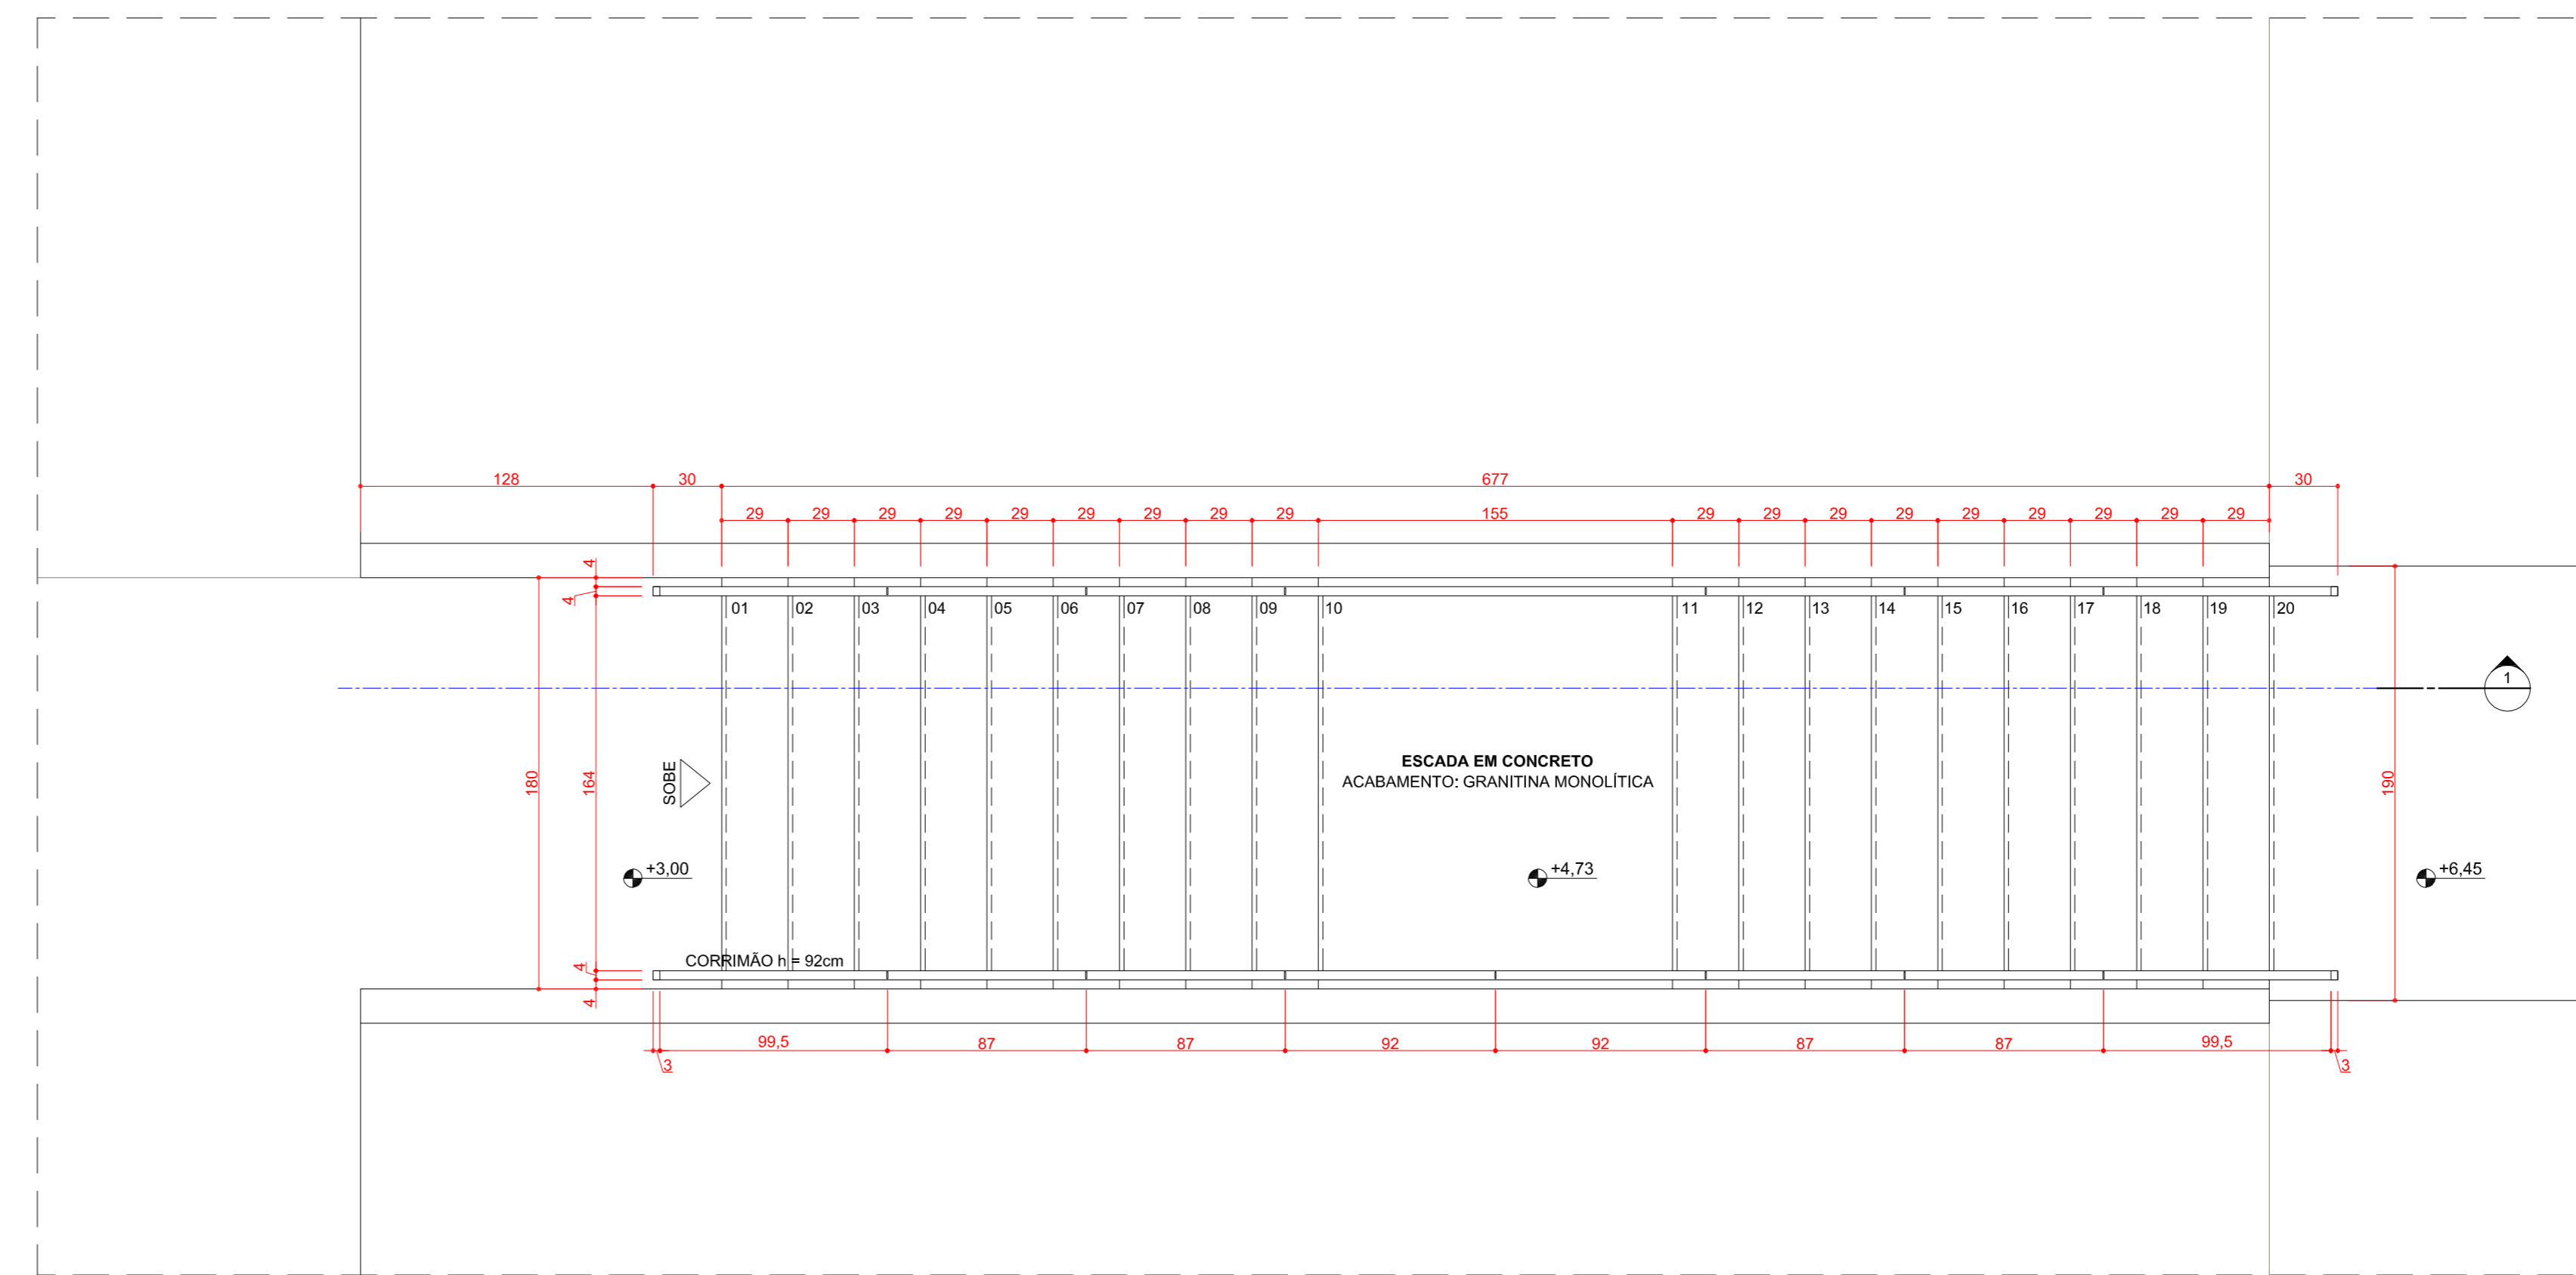 128 30 677 30
29 29 29 29 29 29 29 29 29 155 29 29 29 29 29 29 29 29 29
4
4
190
01 02 03 04 05 06 07 08 09 10 11 12 13 14 15 16 17 18 19 20
1
180
164
SOBE
ESCADA EM CONCRETO
ACABAMENTO: GRANITINA MONOLÍTICA
+3,00 +4,73 +6,45
CORRIMÃO h = 92cm
4
4
99,5 87 87 92 92 87 87 99,5
3 3